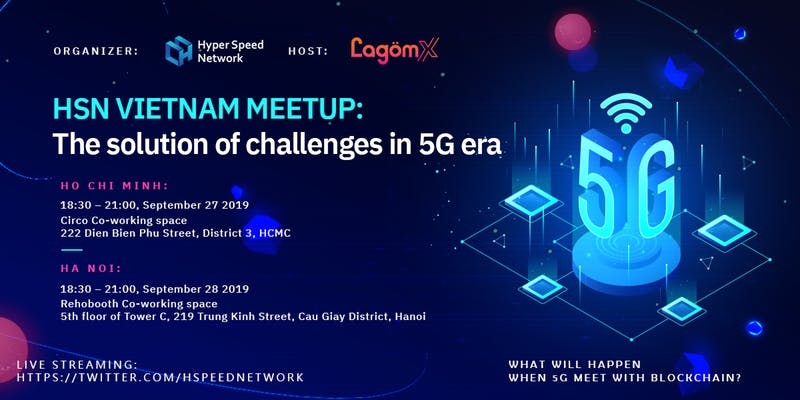 ORGANIZER: Hyper Speed Network HOST: LagömX
HSN VIETNAM MEETUP:
The solution of challenges in 5G era
5G
HO CHI MINH:
18:30 – 21:00, September 27 2019
Circo Co-working space
222 Dien Bien Phu Street, District 3, HCMC
HA NOI:
18:30 – 21:00, September 28 2019
Rehobooth Co-working space
5th floor of Tower C, 219 Trung Kinh Street, Cau Giay District, Hanoi
LIVE STREAMING:
HTTPS://TWITTER.COM/HSPEEDNETWORK
WHAT WILL HAPPEN
WHEN 5G MEET WITH BLOCKCHAIN?